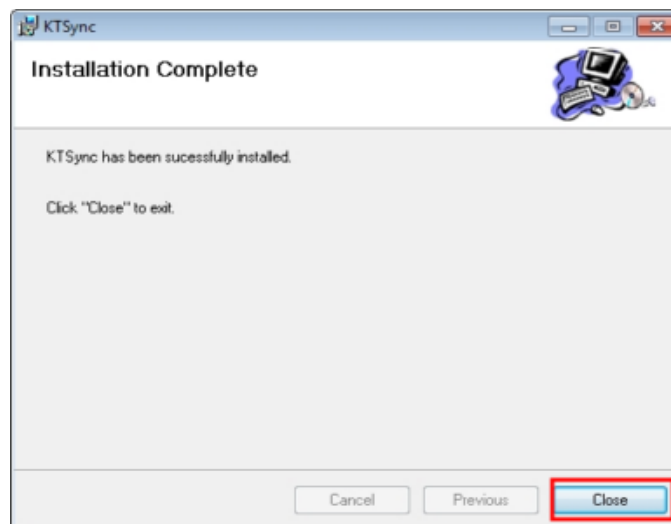 KTSync
Installation Complete
KTSync has been sucessfully installed.
Click "Close" to exit.
Cancel
Previous
Close